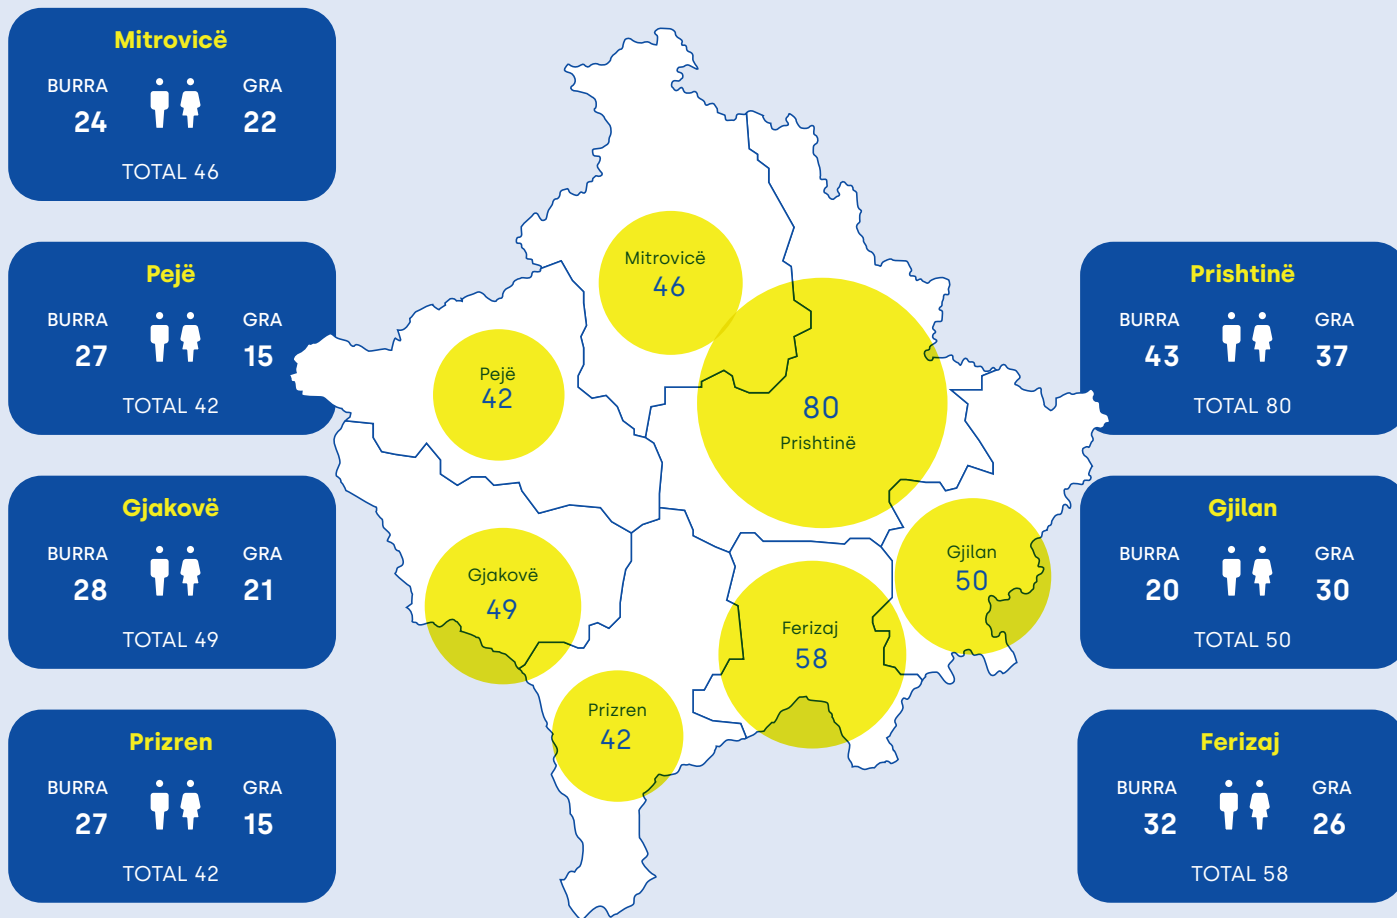 Mitrovicë
BURRA GRA
24 22
TOTAL 46
Pejë
BURRA GRA
27 15
TOTAL 42
Gjakovë
BURRA GRA
28 21
TOTAL 49
Prizren
BURRA GRA
27 15
TOTAL 42
Mitrovicë
46
Pejë
42
80
Prishtinë
Gjakovë
49
Gjilan
50
Ferizaj
58
Prizren
42
Prishtinë
BURRA GRA
43 37
TOTAL 80
Gjilan
BURRA GRA
20 30
TOTAL 50
Ferizaj
BURRA GRA
32 26
TOTAL 58